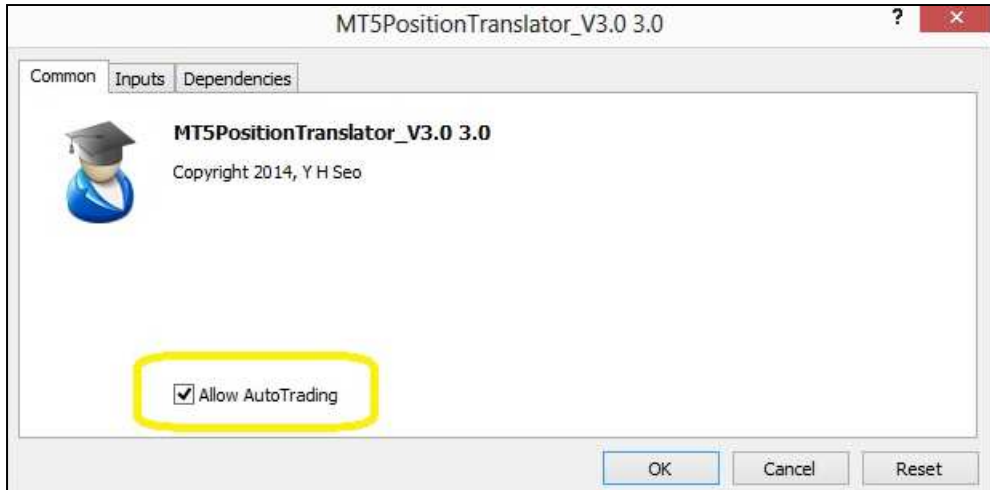 MT5PositionTranslator_V3.0 3.0
?
Common Inputs Dependencies
MT5PositionTranslator_V3.0 3.0
Copyright 2014, Y H Seo
Allow AutoTrading
OK Cancel Reset